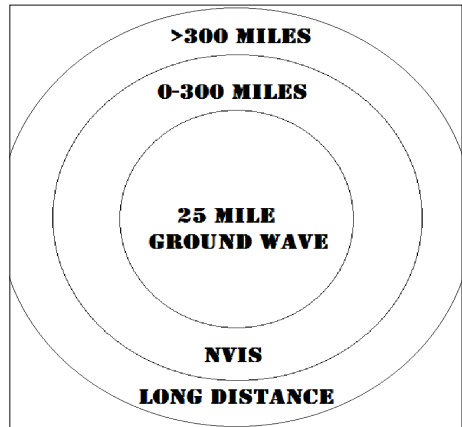 >300 MILES
0-300 MILES
25 MILE
GROUND WAVE
NVIS
LONG DISTANCE